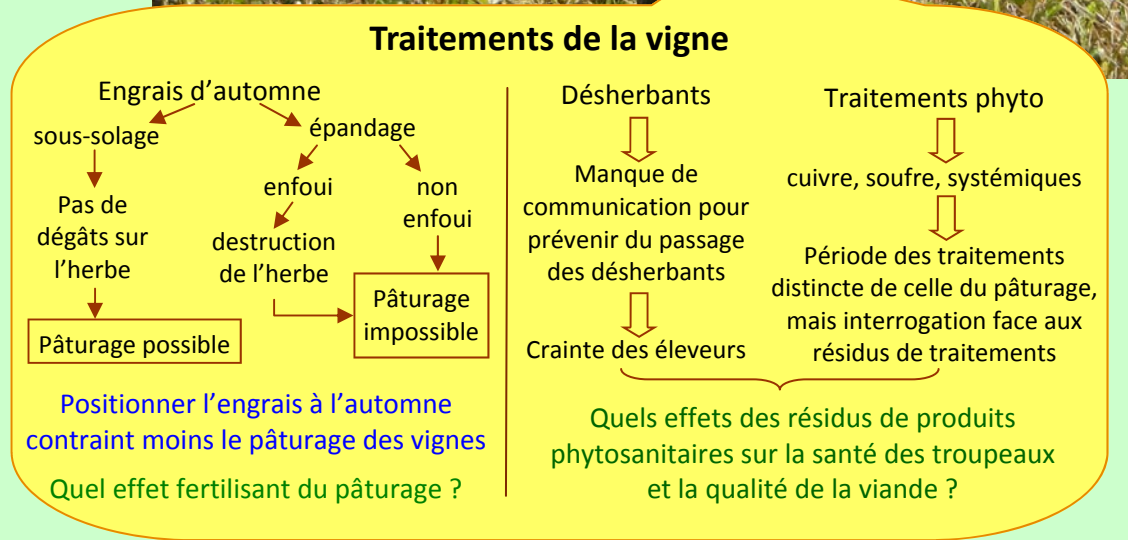 Traitements de la vigne
Engrais d’automne
sous-solage
épandage
Pas de
dégâts sur
l’herbe
enfoui
non
enfoui
destruction
de l’herbe
Pâturage possible
Pâturage
impossible
Positionner l’engrais à l’automne
contraint moins le pâturage des vignes
Quel effet fertilisant du pâturage ?
Désherbants
Manque de
communication pour
prévenir du passage
des désherbants
Crainte des éleveurs
Traitements phyto
cuivre, soufre, systémiques
Période des traitements
distincte de celle du pâturage,
mais interrogation face aux
résidus de traitements
Quels effets des résidus de produits
phytosanitaires sur la santé des troupeaux
et la qualité de la viande ?